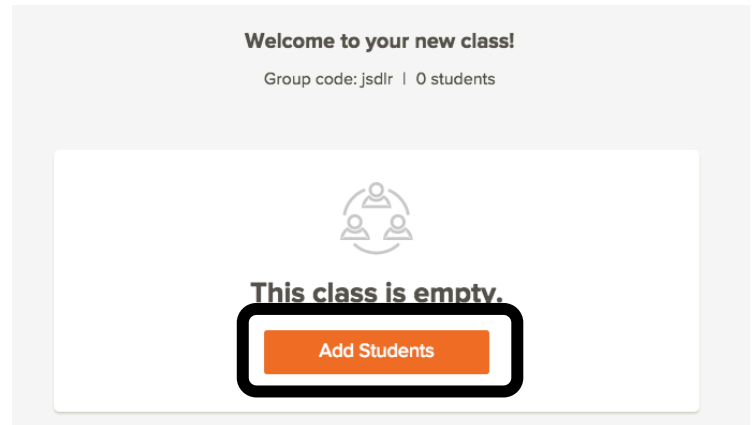 Welcome to your new class!
Group code: jsdlr | 0 students
This class is empty.
Add Students